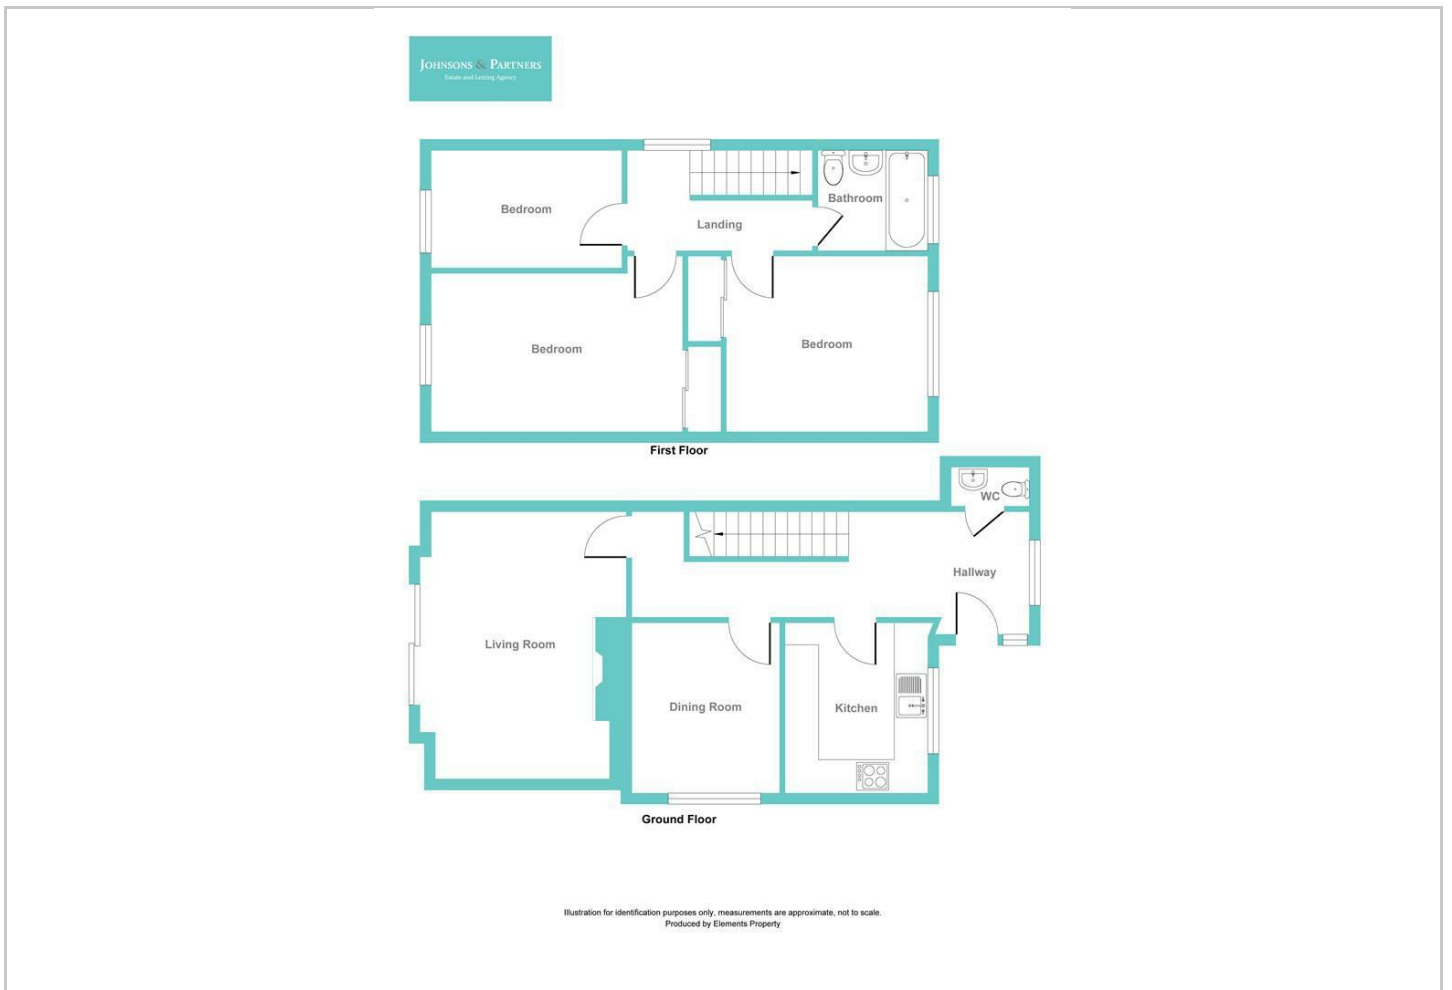 JOHNSONS & PARTNERS
Estate and Letting Agency
Bedroom
Bathroom
Landing
Bedroom
Bedroom
First Floor
WC
Hallway
Living Room
Dining Room
Kitchen
Ground Floor
Illustration for identification purposes only, measurements are approximate, not to scale.
Produced by Elements Property